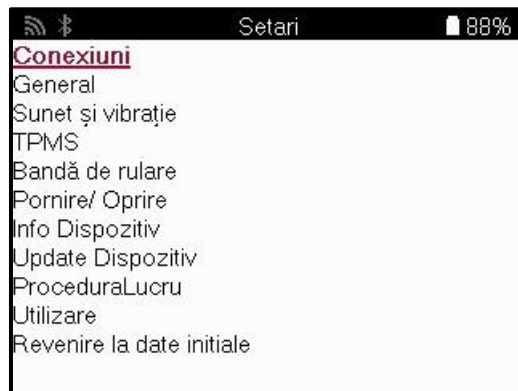 Setari 88%
Conexiuni
General
Sunet și vibrație
TPMS
Bandă de rulare
Pornire/ Oprire
Info Dispozitiv
Update Dispozitiv
ProceduraLucru
Utilizare
Revenire la date initiale